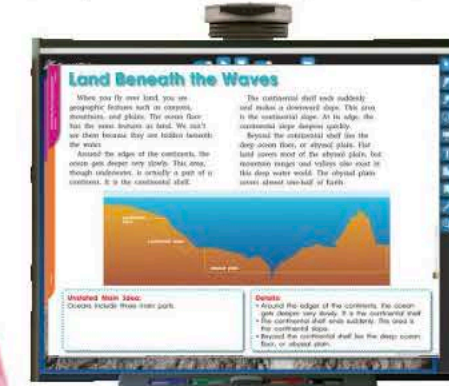 Land Beneath the Waves
When you fly over land, you see
geographic features such as canyons,
mountains, and plains. The ocean floor
has the same features as land. We can't
see them because they are hidden beneath
the water.
Around the edges of the continents, the
ocean gets deeper very slowly. This area,
though underwater, is actually a part of a
continent. It is the continental shelf.
The continental shelf ends suddenly
and makes a downward slope. This area
is the continental slope. At its edge, the
continental slope deepens quickly.
Beyond the continental shelf lies the
deep ocean floor, or abyssal plain. Flat
land covers most of the abyssal plain, but
mountain ranges and valleys also exist in
this deep water world. The abyssal plain
covers almost one-half of Earth.
Unstated Main Idea:
Oceans include three main parts.
Details:
• Around the edges of the continents, the ocean
gets deeper very slowly. It is the continental shelf.
• The continental shelf ends suddenly. This area is
the continental slope.
• Beyond the continental shelf lies the deep ocean
floor, or abyssal plain.